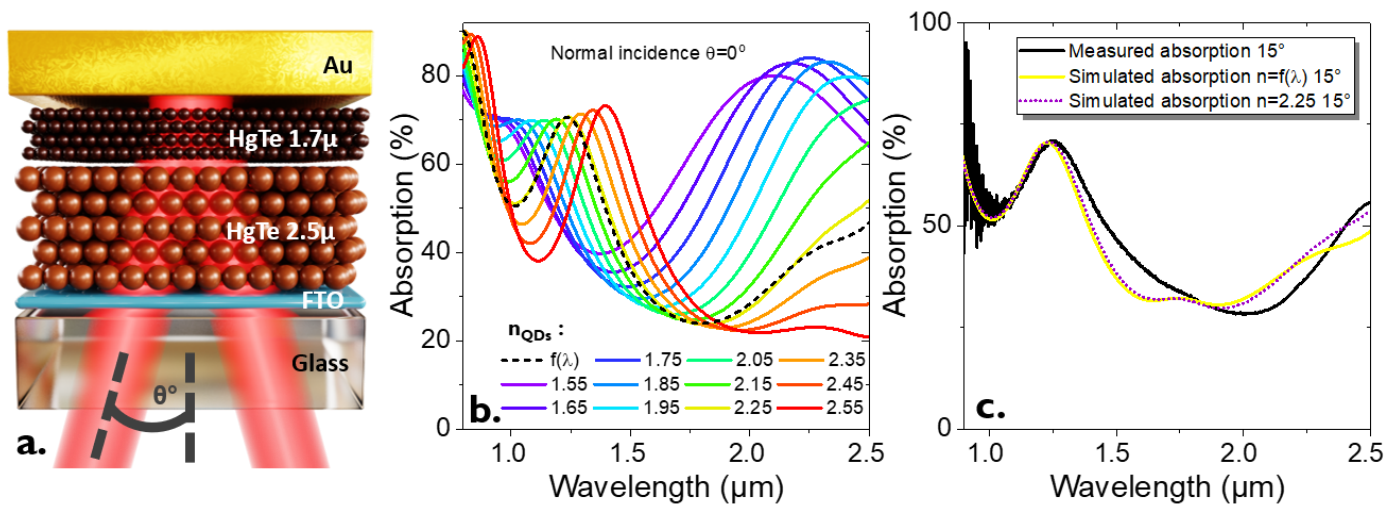 Au
HgTe 1.7μ
HgTe 2.5μ
FTO
Glass
θ°
a.
Absorption (%)
80
60
40
20
0
Normal incidence θ=0°
nQDs :
f(λ) 1.75 2.05 2.35
1.55 1.85 2.15 2.45
1.65 1.95 2.25 2.55
b.
1.0 1.5 2.0 2.5
Wavelength (μm)
Absorption (%)
100
50
0
Measured absorption 15°
Simulated absorption n=f(λ) 15°
Simulated absorption n=2.25 15°
c.
1.0 1.5 2.0 2.5
Wavelength (μm)